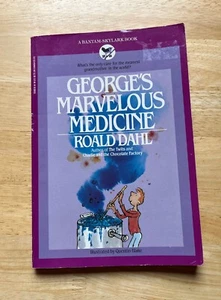 A BANTAM-SKYLARK BOOK
What's the only cure for the meanest
grandmother in the world?
GEORGE'S
MARVELOUS
MEDICINE
ROALD DAHL
Author of The Twits and
Charlie and the Chocolate Factory
Illustrated by Quentin Blake